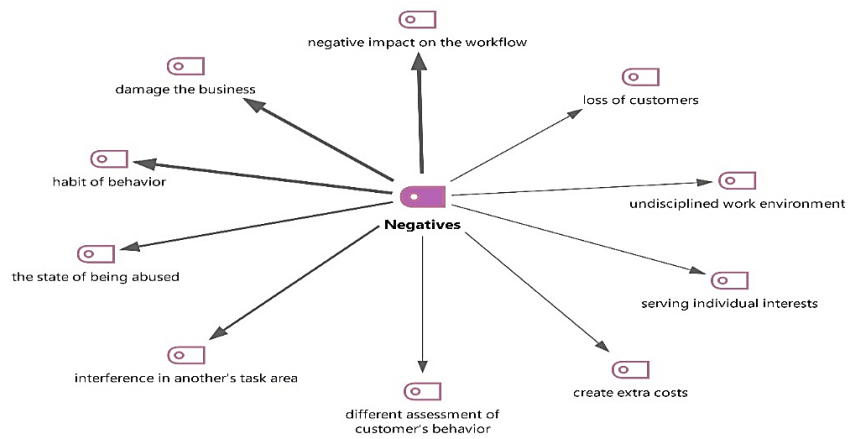 negative impact on the workflow
damage the business
loss of customers
habit of behavior
undisciplined work environment
Negatives
the state of being abused
serving individual interests
interference in another's task area
create extra costs
different assessment of
customer's behavior